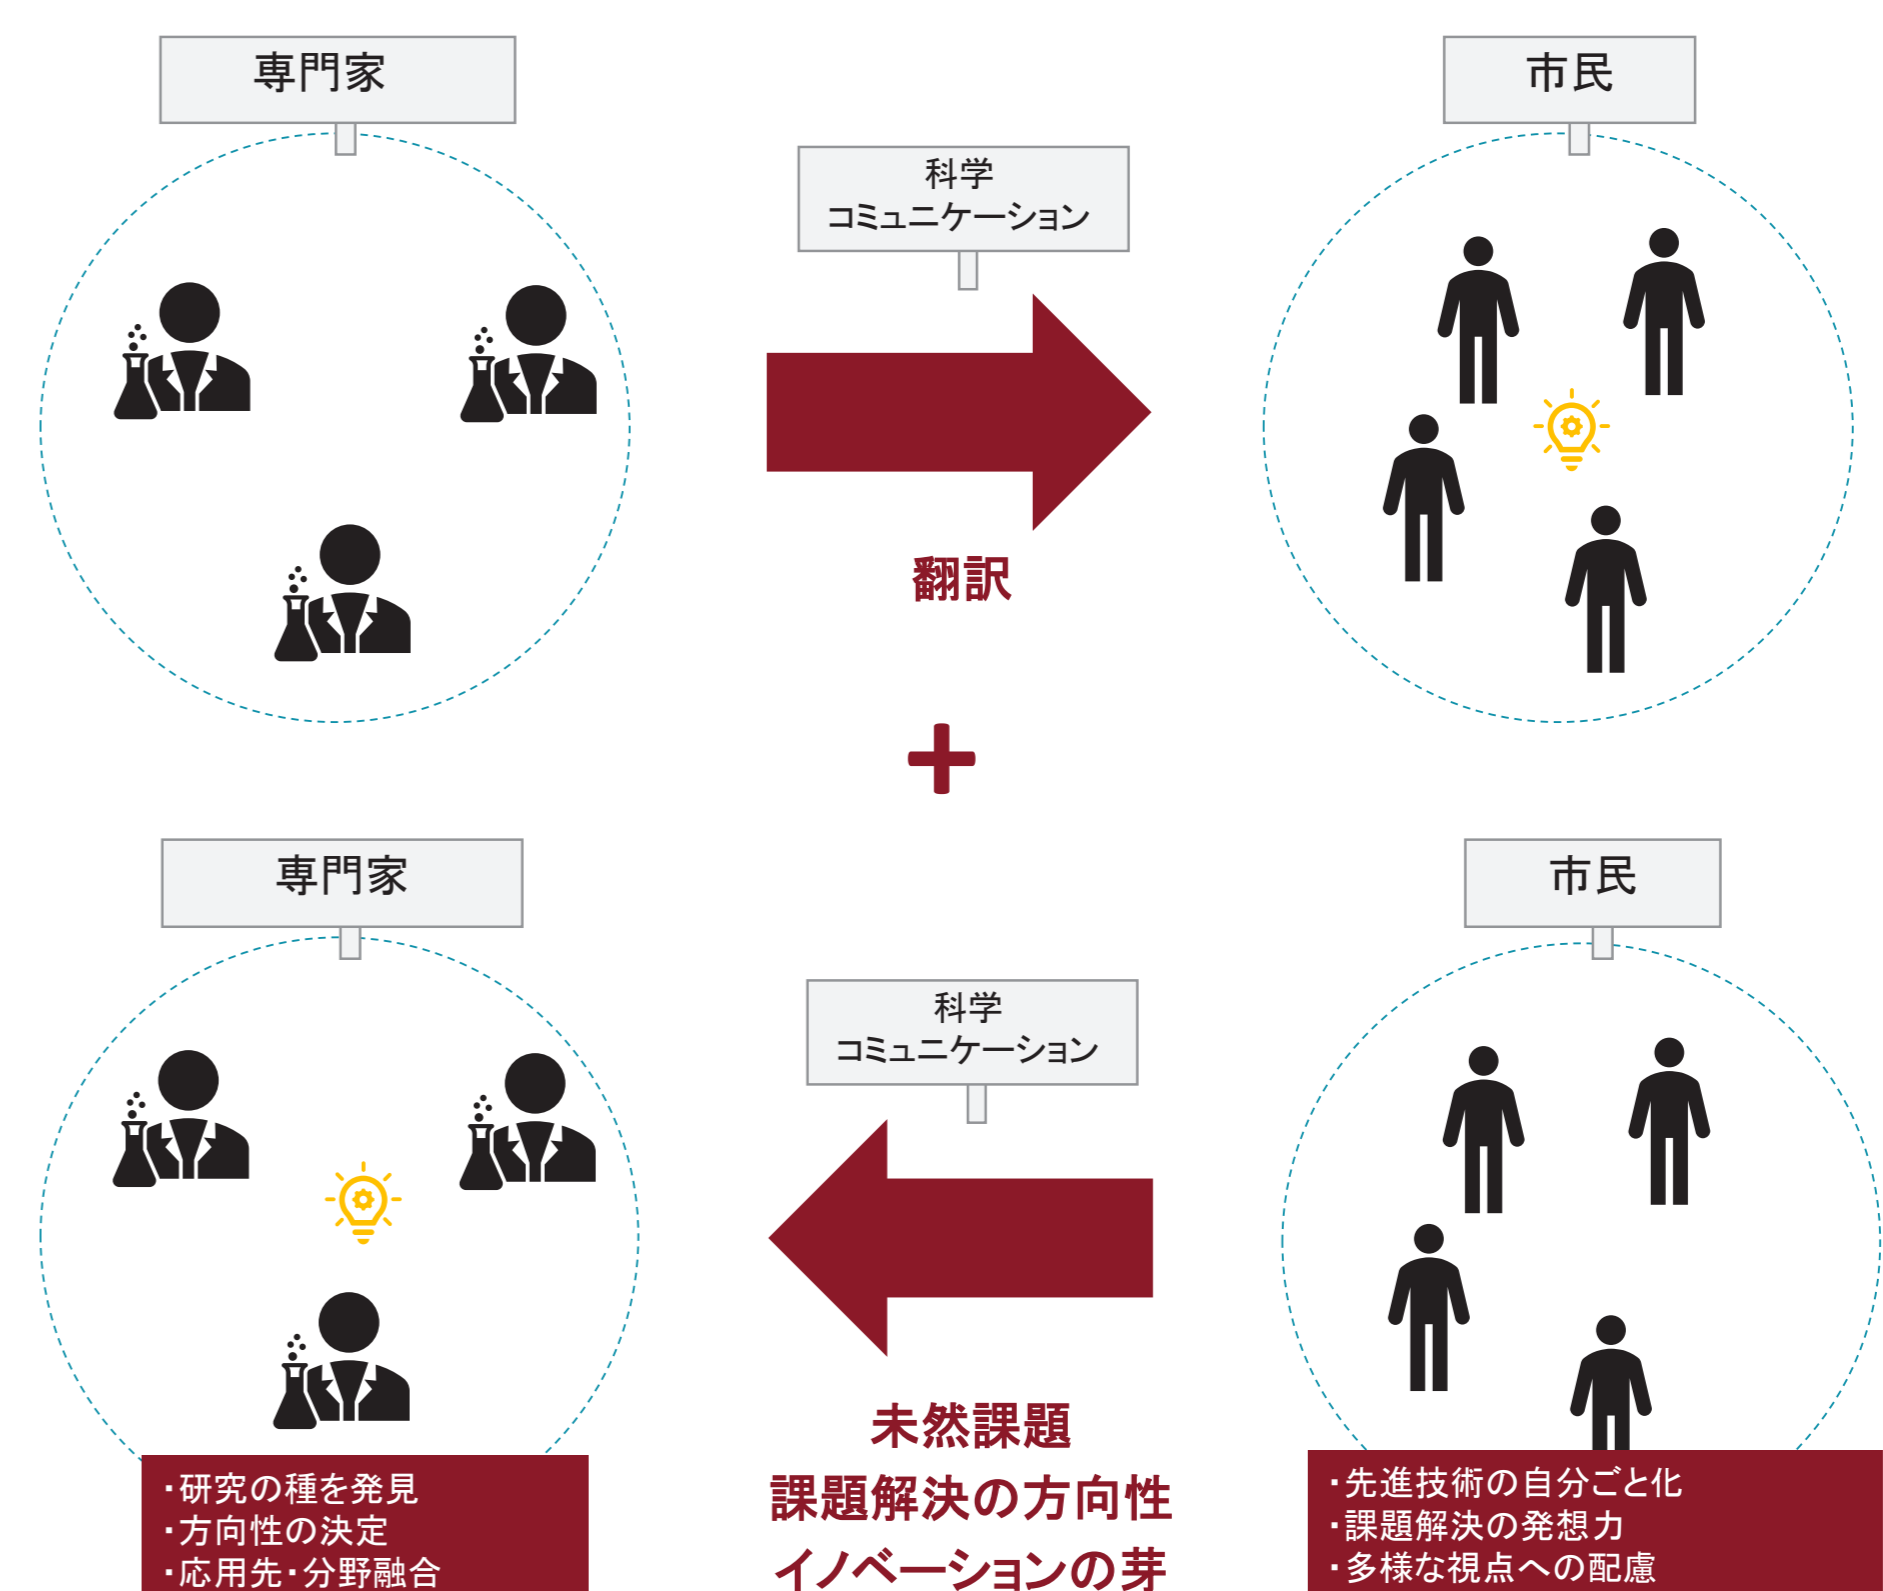 専門家
市民
科学
コミュニケーション
翻訳
+
専門家
市民
科学
コミュニケーション
未然課題
課題解決の方向性
イノベーションの芽
・研究の種を発見
・方向性の決定
・応用先・分野融合
・先進技術の自分ごと化
・課題解決の発想力
・多様な視点への配慮